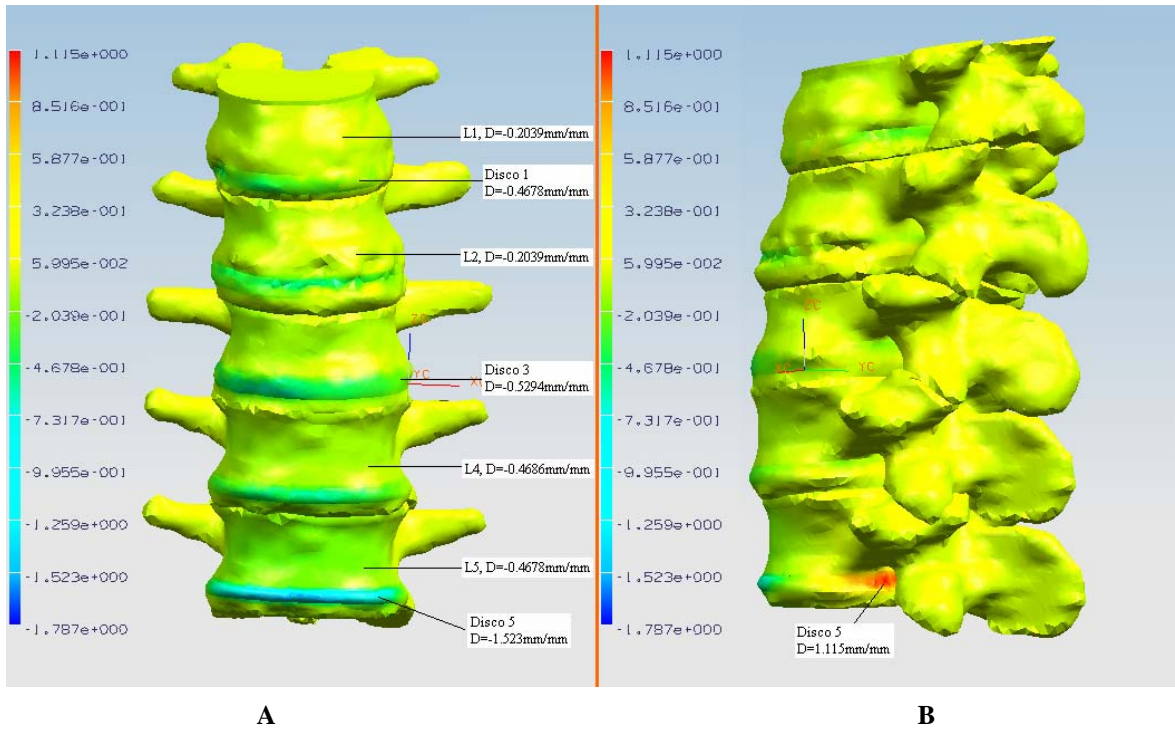 1.115e+000
8.516e-001
5.877e-001
3.238e-001
5.995e-002
-2.039e-001
-4.678e-001
-7.317e-001
-9.955e-001
-1.259e+000
-1.523e+000
-1.787e+000
L1, D=-0.2039mm/mm
Disco 1
D=-0.4678mm/mm
L2, D=-0.2039mm/mm
ZC
YC
Disco 3
D=-0.5294mm/mm
L4, D=-0.4686mm/mm
L5, D=-0.4678mm/mm
Disco 5
D=-1.523mm/mm
1.115e+000
8.516e-001
5.877e-001
3.238e-001
5.995e-002
-2.039e-001
-4.678e-001
-7.317e-001
-9.955e-001
-1.259e+000
-1.523e+000
-1.787e+000
ZC
YC
Disco 5
D=1.115mm/mm
A
B